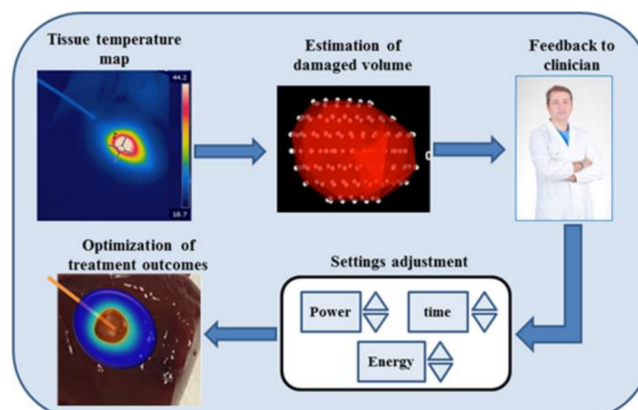 Tissue temperature
map
Estimation of
damaged volume
Feedback to
clinician
44.2
18.7
Optimization of
treatment outcomes
Settings adjustment
Power
time
Energy